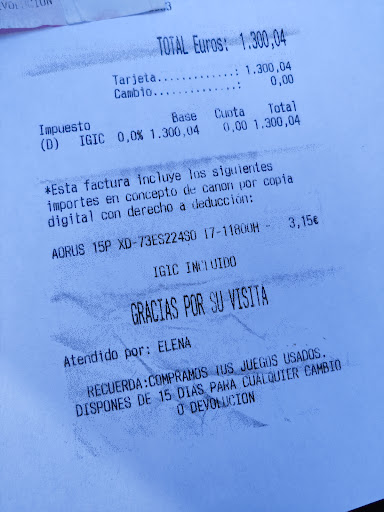 EVOLUCION
3
TOTAL Euros: 1.300,04
Tarjeta............: 1.300,04
Cambio.............: 0,00
Impuesto Base Cuota Total
(D) IGIC 0,0% 1.300,04 0,00 1.300,04
*Esta factura incluye los siguientes
importes en concepto de canon por copia
digital con derecho a deducción:
AORUS 15P XD-73ES224SO I7-11800H - 3,15€
IGIC INCLUIDO
GRACIAS POR SU VISITA
Atendido por: ELENA
RECUERDA:COMPRAMOS TUS JUEGOS USADOS.
DISPONES DE 15 DIAS PARA CUALQUIER CAMBIO
O DEVOLUCION